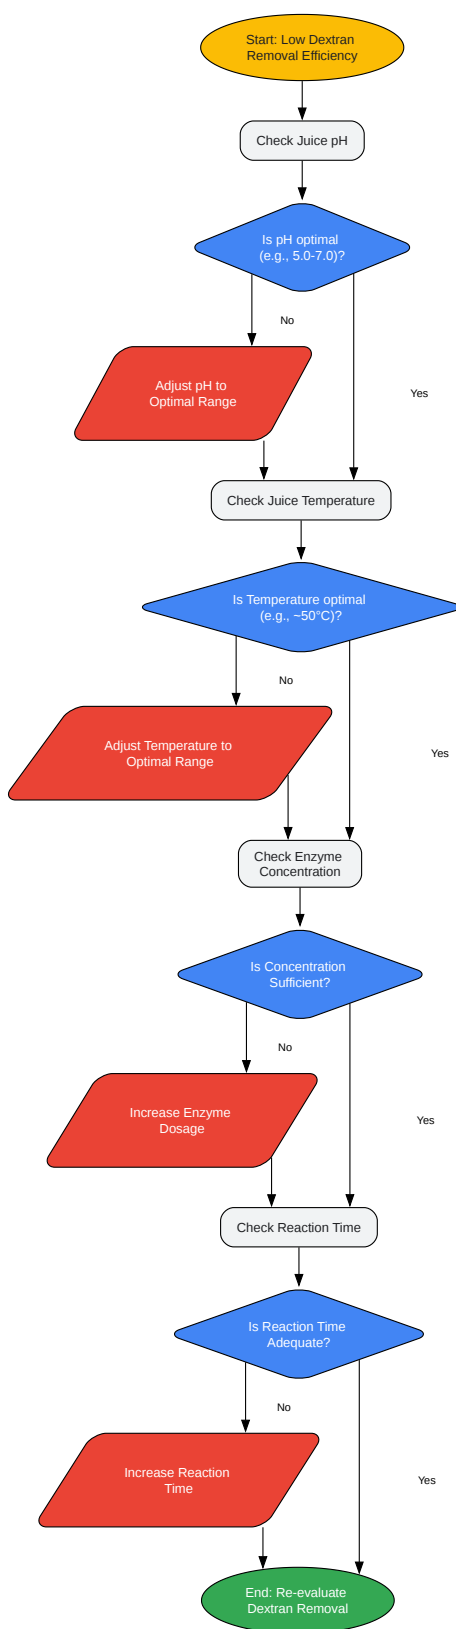 Start: Low Dextran
Removal Efficiency
Check Juice pH
Is pH optimal
(e.g., 5.0-7.0)?
No
Adjust pH to
Optimal Range
Yes
Check Juice Temperature
Is Temperature optimal
(e.g., ~50°C)?
No
Adjust Temperature to
Optimal Range
Yes
Check Enzyme
Concentration
Is Concentration
Sufficient?
No
Increase Enzyme
Dosage
Yes
Check Reaction Time
Is Reaction Time
Adequate?
No
Increase Reaction
Time
Yes
End: Re-evaluate
Dextran Removal